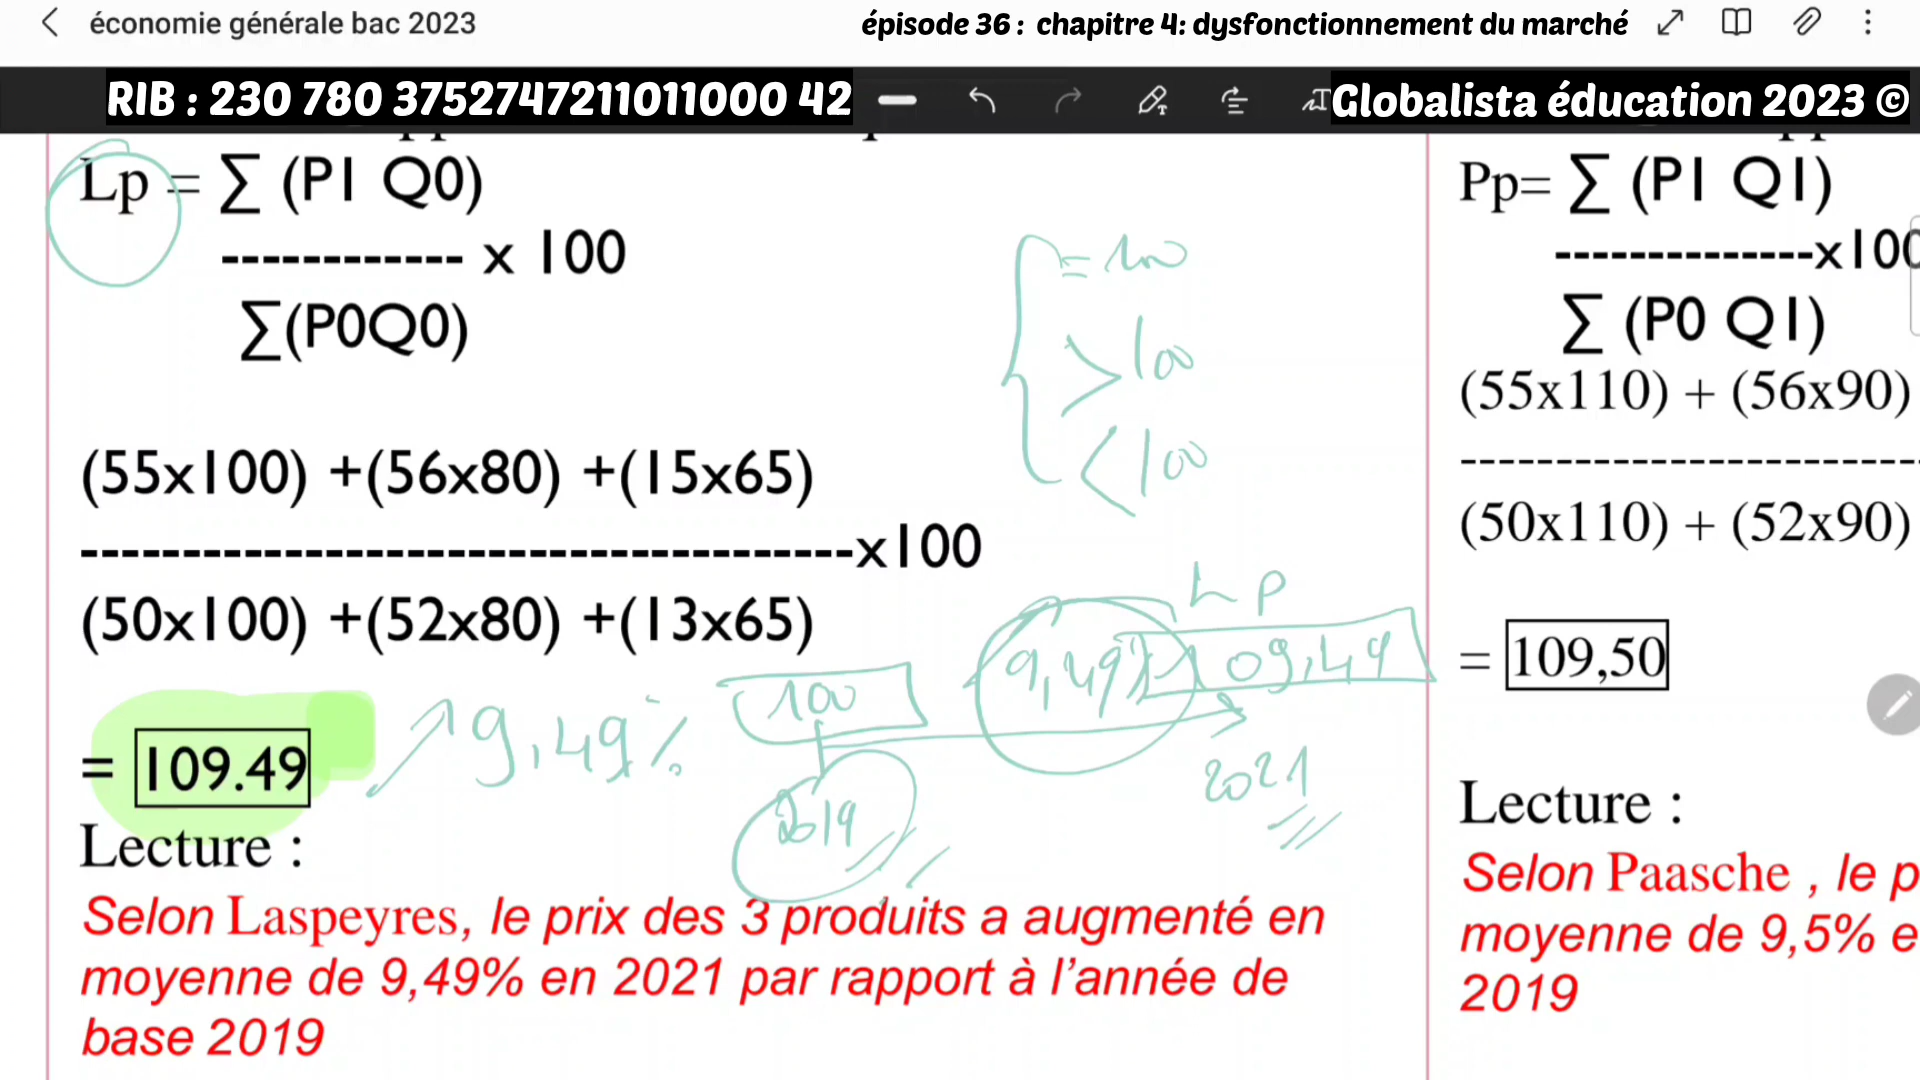 économie générale bac 2023
épisode 36 : chapitre 4: dysfonctionnement du marché
RIB : 230 780 3752747211011000 42
Globalista éducation 2023 ©
Lp = ∑ (P1 Q0)
------------ x 100
∑(P0Q0)
= 100
> 100
< 100
(55x100) +(56x80) +(15x65)
-----------------------------------x100
(50x100) +(52x80) +(13x65)
= 109.49
9,49%
100
2019
9,49%
Lp
109,49
2021
Lecture :
Selon Laspeyres, le prix des 3 produits a augmenté en
moyenne de 9,49% en 2021 par rapport à l’année de
base 2019
Pp= ∑ (P1 Q1)
--------------x100
∑ (P0 Q1)
(55x110) + (56x90)
----------------------------
(50x110) + (52x90)
= 109,50
Lecture :
Selon Paasche , le p
moyenne de 9,5% e
2019